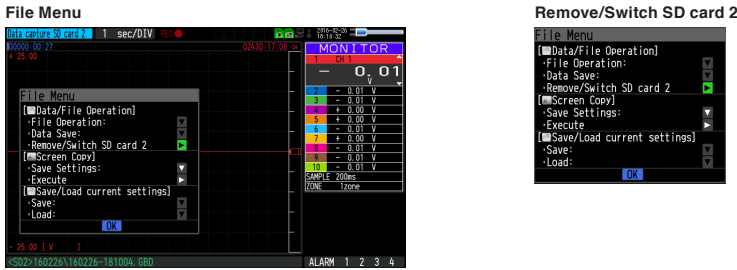 File Menu
Data capture SD card 2 1 sec/DIV REC 2016-02-26 18:10:32
00000:00:27 02430 17:06 CH MONITOR
+ 25.00 1 CH 1
- 0.01
V
2 - 0.01 V
3 - 0.01 V
4 + 0.00 V
5 + 0.00 V
6 - 0.01 V
7 + 0.00 V
8 - 0.01 V
9 - 0.01 V
10 - 0.01 V
SAMPLE 200ms
ZONE 1zone
File Menu
[Data/File Operation]
·File Operation:
·Data Save:
·Remove/Switch SD card 2
[Screen Copy]
·Save Settings:
·Execute
[Save/Load current settings]
·Save:
·Load:
OK
- 25.00 [ V ]
<SD2>160226\160226-181004.GBD ALARM 1 2 3 4
Remove/Switch SD card 2
File Menu
[Data/File Operation]
·File Operation:
·Data Save:
·Remove/Switch SD card 2
[Screen Copy]
·Save Settings:
·Execute
[Save/Load current settings]
·Save:
·Load:
OK